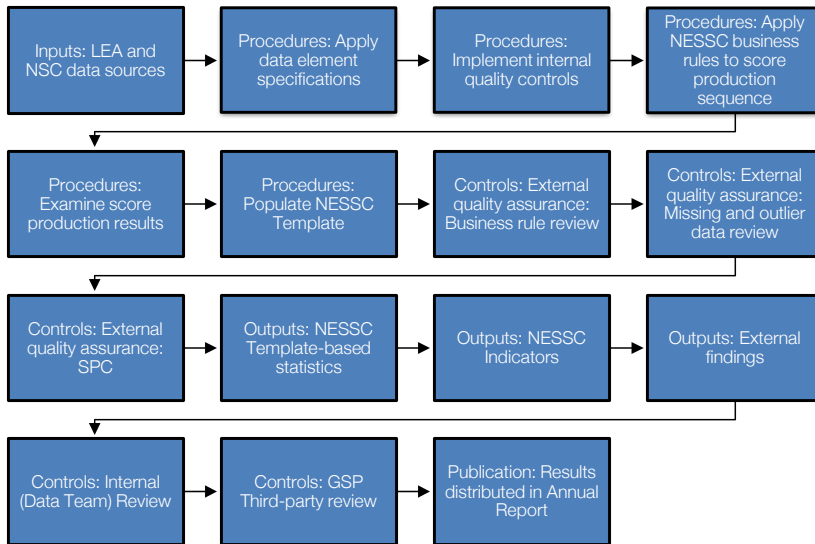 Inputs: LEA and
NSC data sources
Procedures: Apply
data element
specifications
Procedures:
Implement internal
quality controls
Procedures: Apply
NESSC business
rules to score
production
sequence
Procedures:
Examine score
production results
Procedures:
Populate NESSC
Template
Controls: External
quality assurance:
Business rule review
Controls: External
quality assurance:
Missing and outlier
data review
Controls: External
quality assurance:
SPC
Outputs: NESSC
Template-based
statistics
Outputs: NESSC
Indicators
Outputs: External
findings
Controls: Internal
(Data Team) Review
Controls: GSP
Third-party review
Publication: Results
distributed in Annual
Report